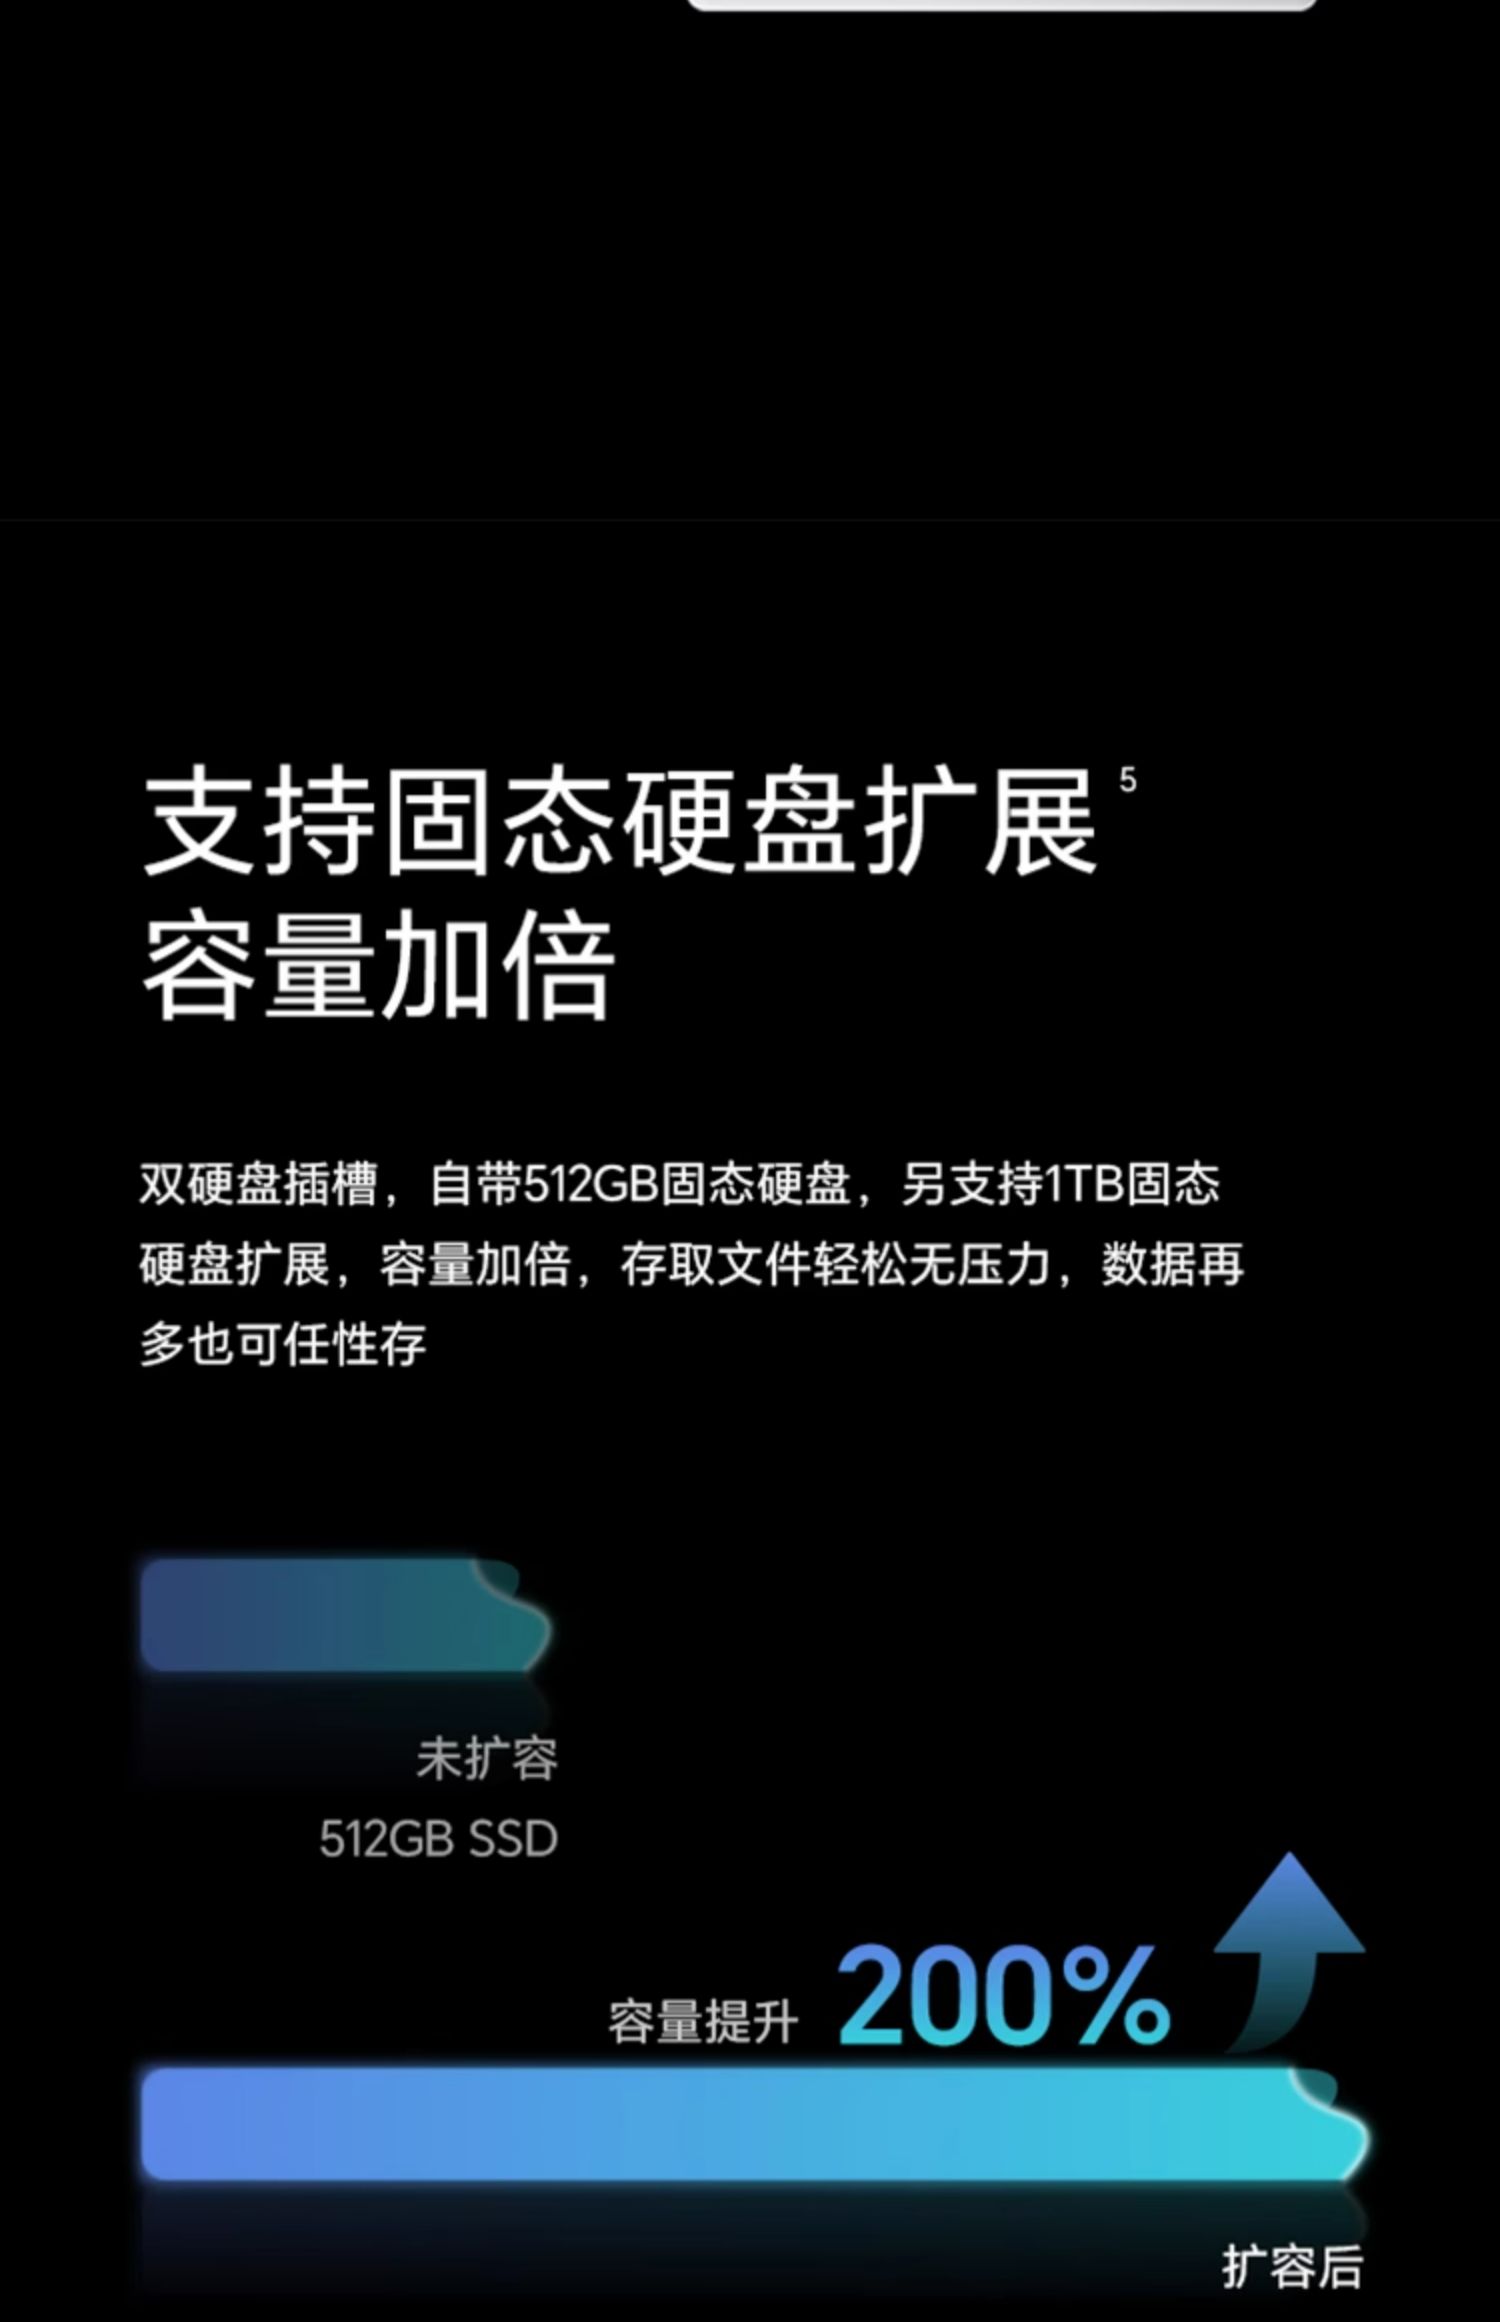 支持固态硬盘扩展 5
容量加倍
双硬盘插槽，自带512GB固态硬盘，另支持1TB固态
硬盘扩展，容量加倍，存取文件轻松无压力，数据再
多也可任性存
未扩容
512GB SSD
容量提升 200%
扩容后